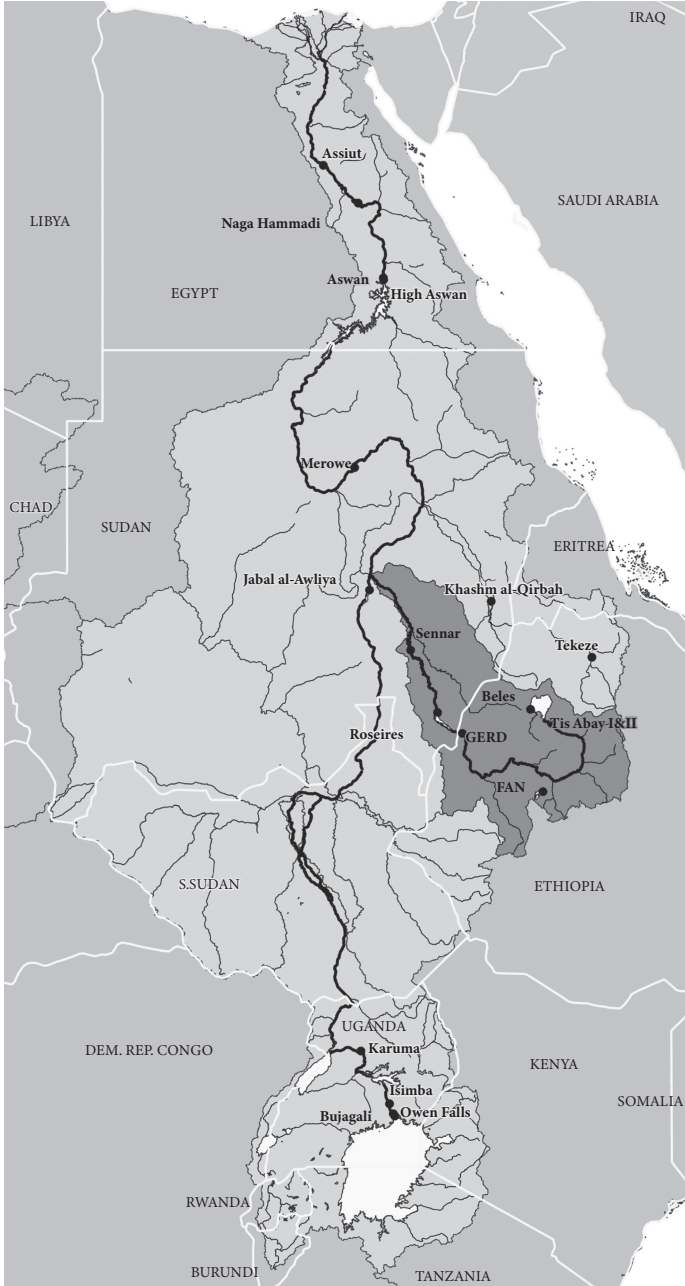 IRAQ
Assiut
SAUDI ARABIA
LIBYA
Naga Hammadi
Aswan
EGYPT
High Aswan
Merowe
CHAD
SUDAN
ERITREA
Jabal al-Awliya
Khashm al-Qirbah
Sennar
Tekeze
Beles
Tis Abay I&II
Roseires
GERD
FAN
S.SUDAN
ETHIOPIA
UGANDA
DEM. REP. CONGO
Karuma
KENYA
Isimba
SOMALIA
Bujagali
Owen Falls
RWANDA
BURUNDI
TANZANIA